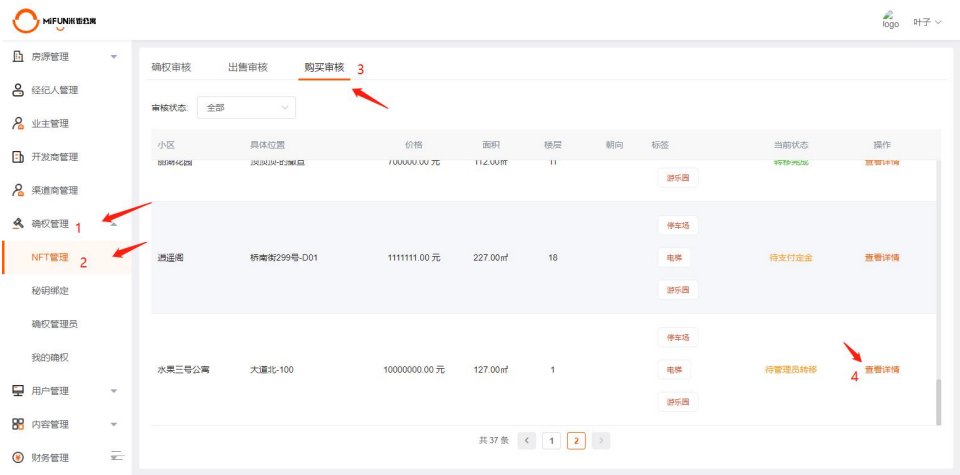 MiFUN米饭公寓
logo 叶子
房源管理
经纪人管理
业主管理
开发商管理
渠道商管理
确权管理 1
NFT管理 2
秘钥绑定
确权管理员
我的确权
用户管理
内容管理
财务管理
确权审核 出售审核 购买审核 3
审核状态: 全部
小区 具体位置 价格 面积 楼层 朝向 标签 当前状态 操作
700000.00 元 112.00㎡ 11 转移完成 查看详情
游乐园
停车场
逍遥阁 桥南街299号-D01 1111111.00 元 227.00㎡ 18 电梯 待支付定金 查看详情
游乐园
停车场
水果三号公寓 大道北-100 10000000.00 元 127.00㎡ 1 电梯 待管理员转移 4 查看详情
游乐园
共 37 条 < 1 2 >